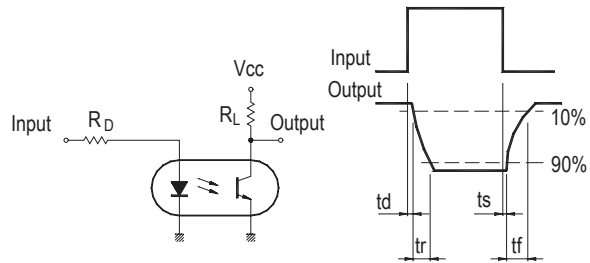 Input
RD
Vcc
RL
Output
Input
Output
10%
90%
td
ts
tr
tf